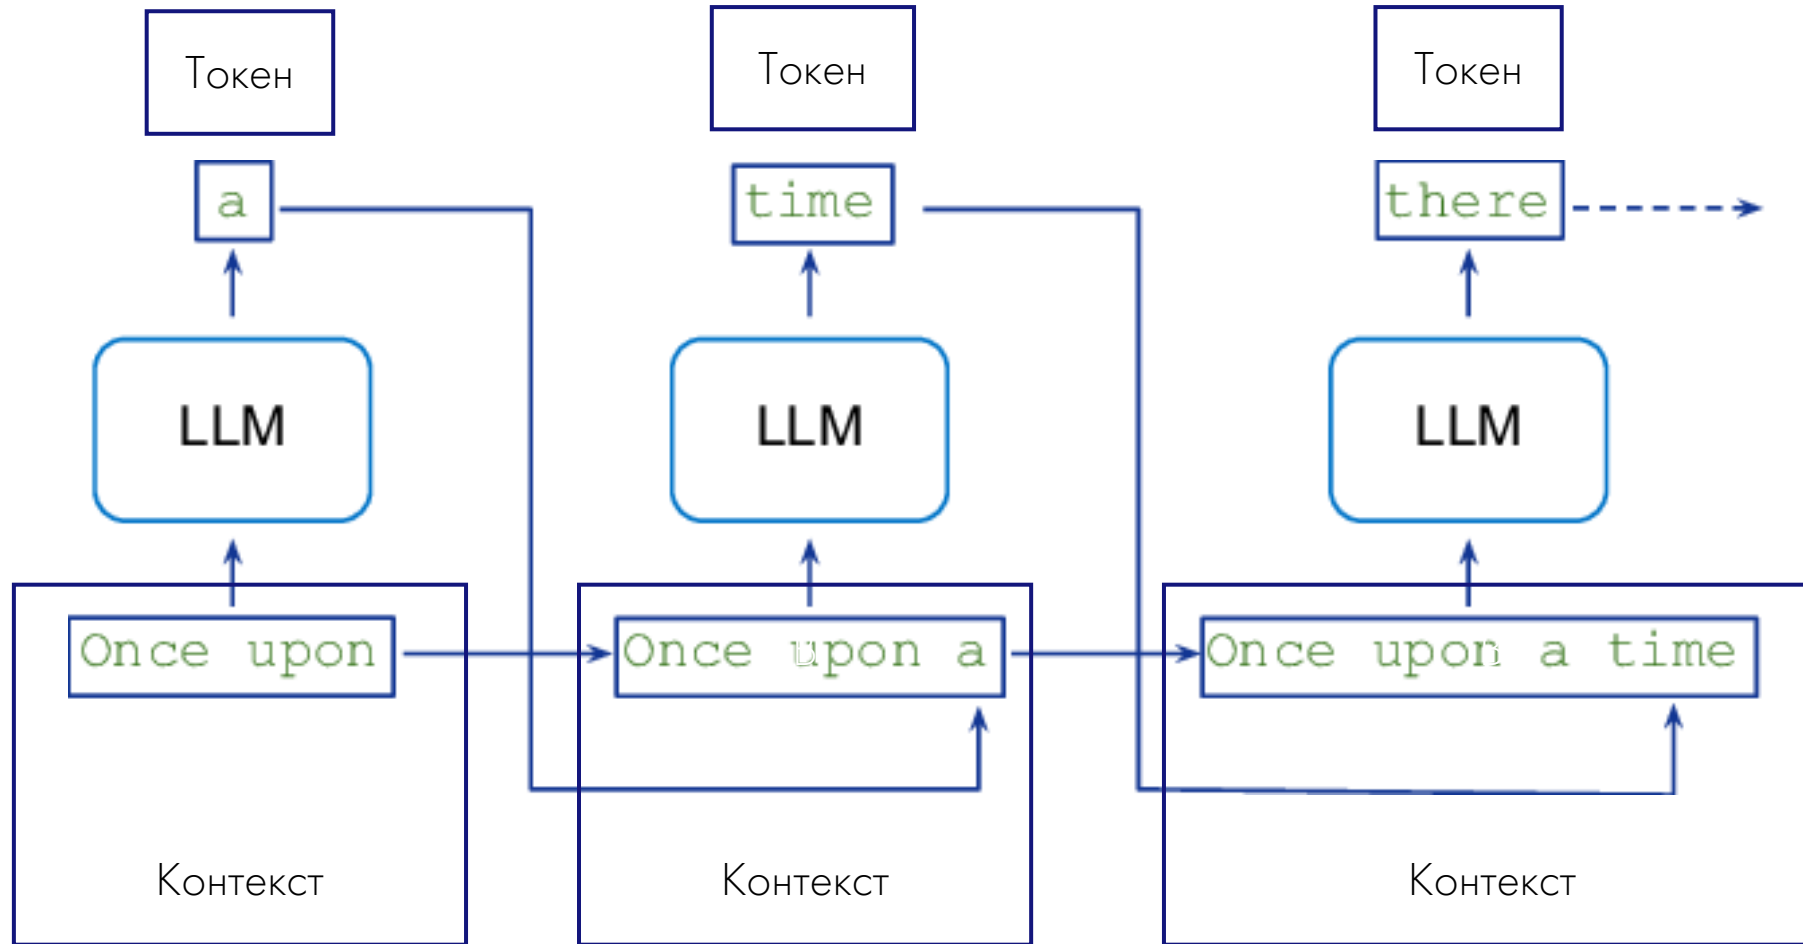 Токен
Токен
Токен
a
time
there
LLM
LLM
LLM
Once upon
Once upon a
Once upon a time
Контекст
Контекст
Контекст